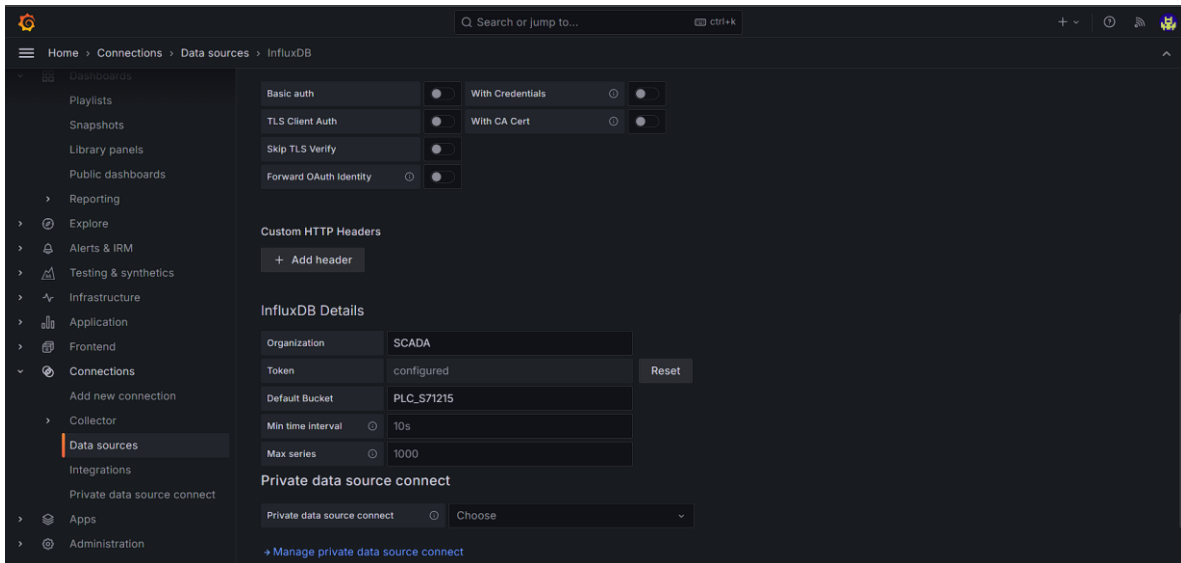 Search or jump to... ctrl+k
Home › Connections › Data sources › InfluxDB
Dashboards
Playlists
Snapshots
Library panels
Public dashboards
Reporting
Explore
Alerts & IRM
Testing & synthetics
Infrastructure
Application
Frontend
Connections
Add new connection
Collector
Data sources
Integrations
Private data source connect
Apps
Administration
Basic auth With Credentials
TLS Client Auth With CA Cert
Skip TLS Verify
Forward OAuth Identity
Custom HTTP Headers
+ Add header
InfluxDB Details
Organization SCADA
Token configured Reset
Default Bucket PLC_S71215
Min time interval 10s
Max series 1000
Private data source connect
Private data source connect Choose
Manage private data source connect